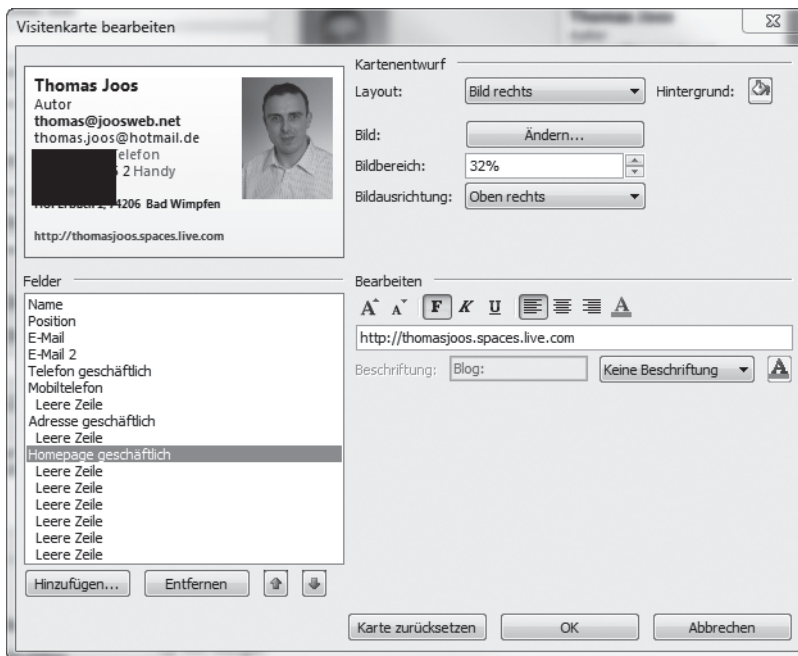 Visitenkarte bearbeiten
Thomas Joos
Autor
thomas@joosweb.net
thomas.joos@hotmail.de
elefon
2 Handy
74206 Bad Wimpfen
http://thomasjoos.spaces.live.com
Kartenentwurf
Layout: Bild rechts Hintergrund:
Bild: Ändern...
Bildbereich: 32%
Bildausrichtung: Oben rechts
Felder
Name
Position
E-Mail
E-Mail 2
Telefon geschäftlich
Mobiltelefon
Leere Zeile
Adresse geschäftlich
Leere Zeile
Homepage geschäftlich
Leere Zeile
Leere Zeile
Leere Zeile
Leere Zeile
Leere Zeile
Leere Zeile
Hinzufügen... Entfernen
Bearbeiten
A A F K U A
http://thomasjoos.spaces.live.com
Beschriftung: Blog: Keine Beschriftung A
Karte zurücksetzen OK Abbrechen